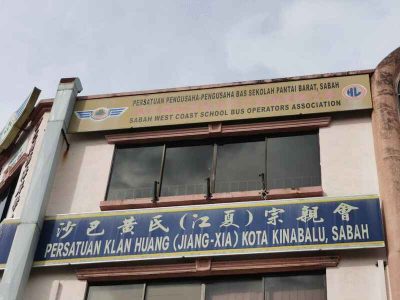 PERSATUAN PENGUSAHA-PENGUSAHA BAS SEKOLAH PANTAI BARAT, SABAH
SABAH WEST COAST SCHOOL BUS OPERATORS ASSOCIATION
沙巴黃氏(江夏)宗親會
PERSATUAN KLAN HUANG (JIANG-XIA) KOTA KINABALU, SABAH